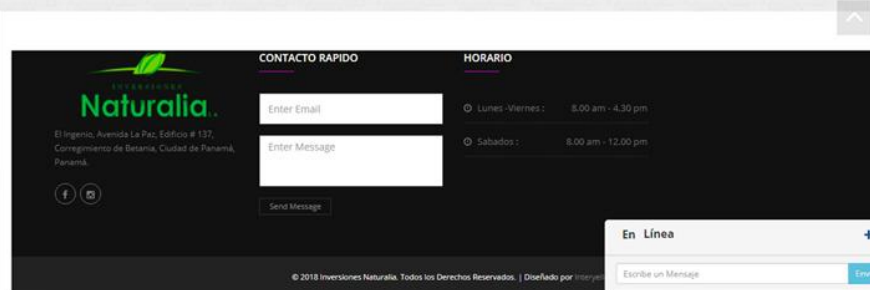 INVERSIONES
Naturalia..
El Ingenio, Avenida La Paz, Edificio # 137,
Corregimiento de Betania, Ciudad de Panamá,
Panamá.
CONTACTO RAPIDO
Enter Email
Enter Message
Send Message
HORARIO
Lunes -Viernes : 8.00 am - 4.30 pm
Sabados : 8.00 am - 12.00 pm
En Línea
Escribe un Mensaje
© 2018 Inversiones Naturalia. Todos los Derechos Reservados. | Diseñado por